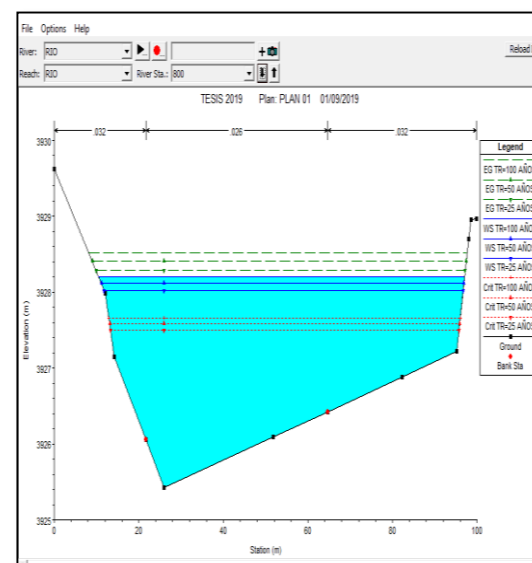 File Options Help
River: RIO
Reload
Reach: RIO River Sta.: 800
TESIS 2019 Plan: PLAN 01 01/09/2019
.032 .026 .032
Legend
EG TR=100 AÑOS
EG TR=50 AÑOS
EG TR=25 AÑOS
WS TR=100 AÑOS
WS TR=50 AÑOS
WS TR=25 AÑOS
Crit TR=100 AÑOS
Crit TR=50 AÑOS
Crit TR=25 AÑOS
Ground
Bank Sta
Elevation (m)
3930
3929
3928
3927
3926
3925
0 20 40 60 80 100
Station (m)